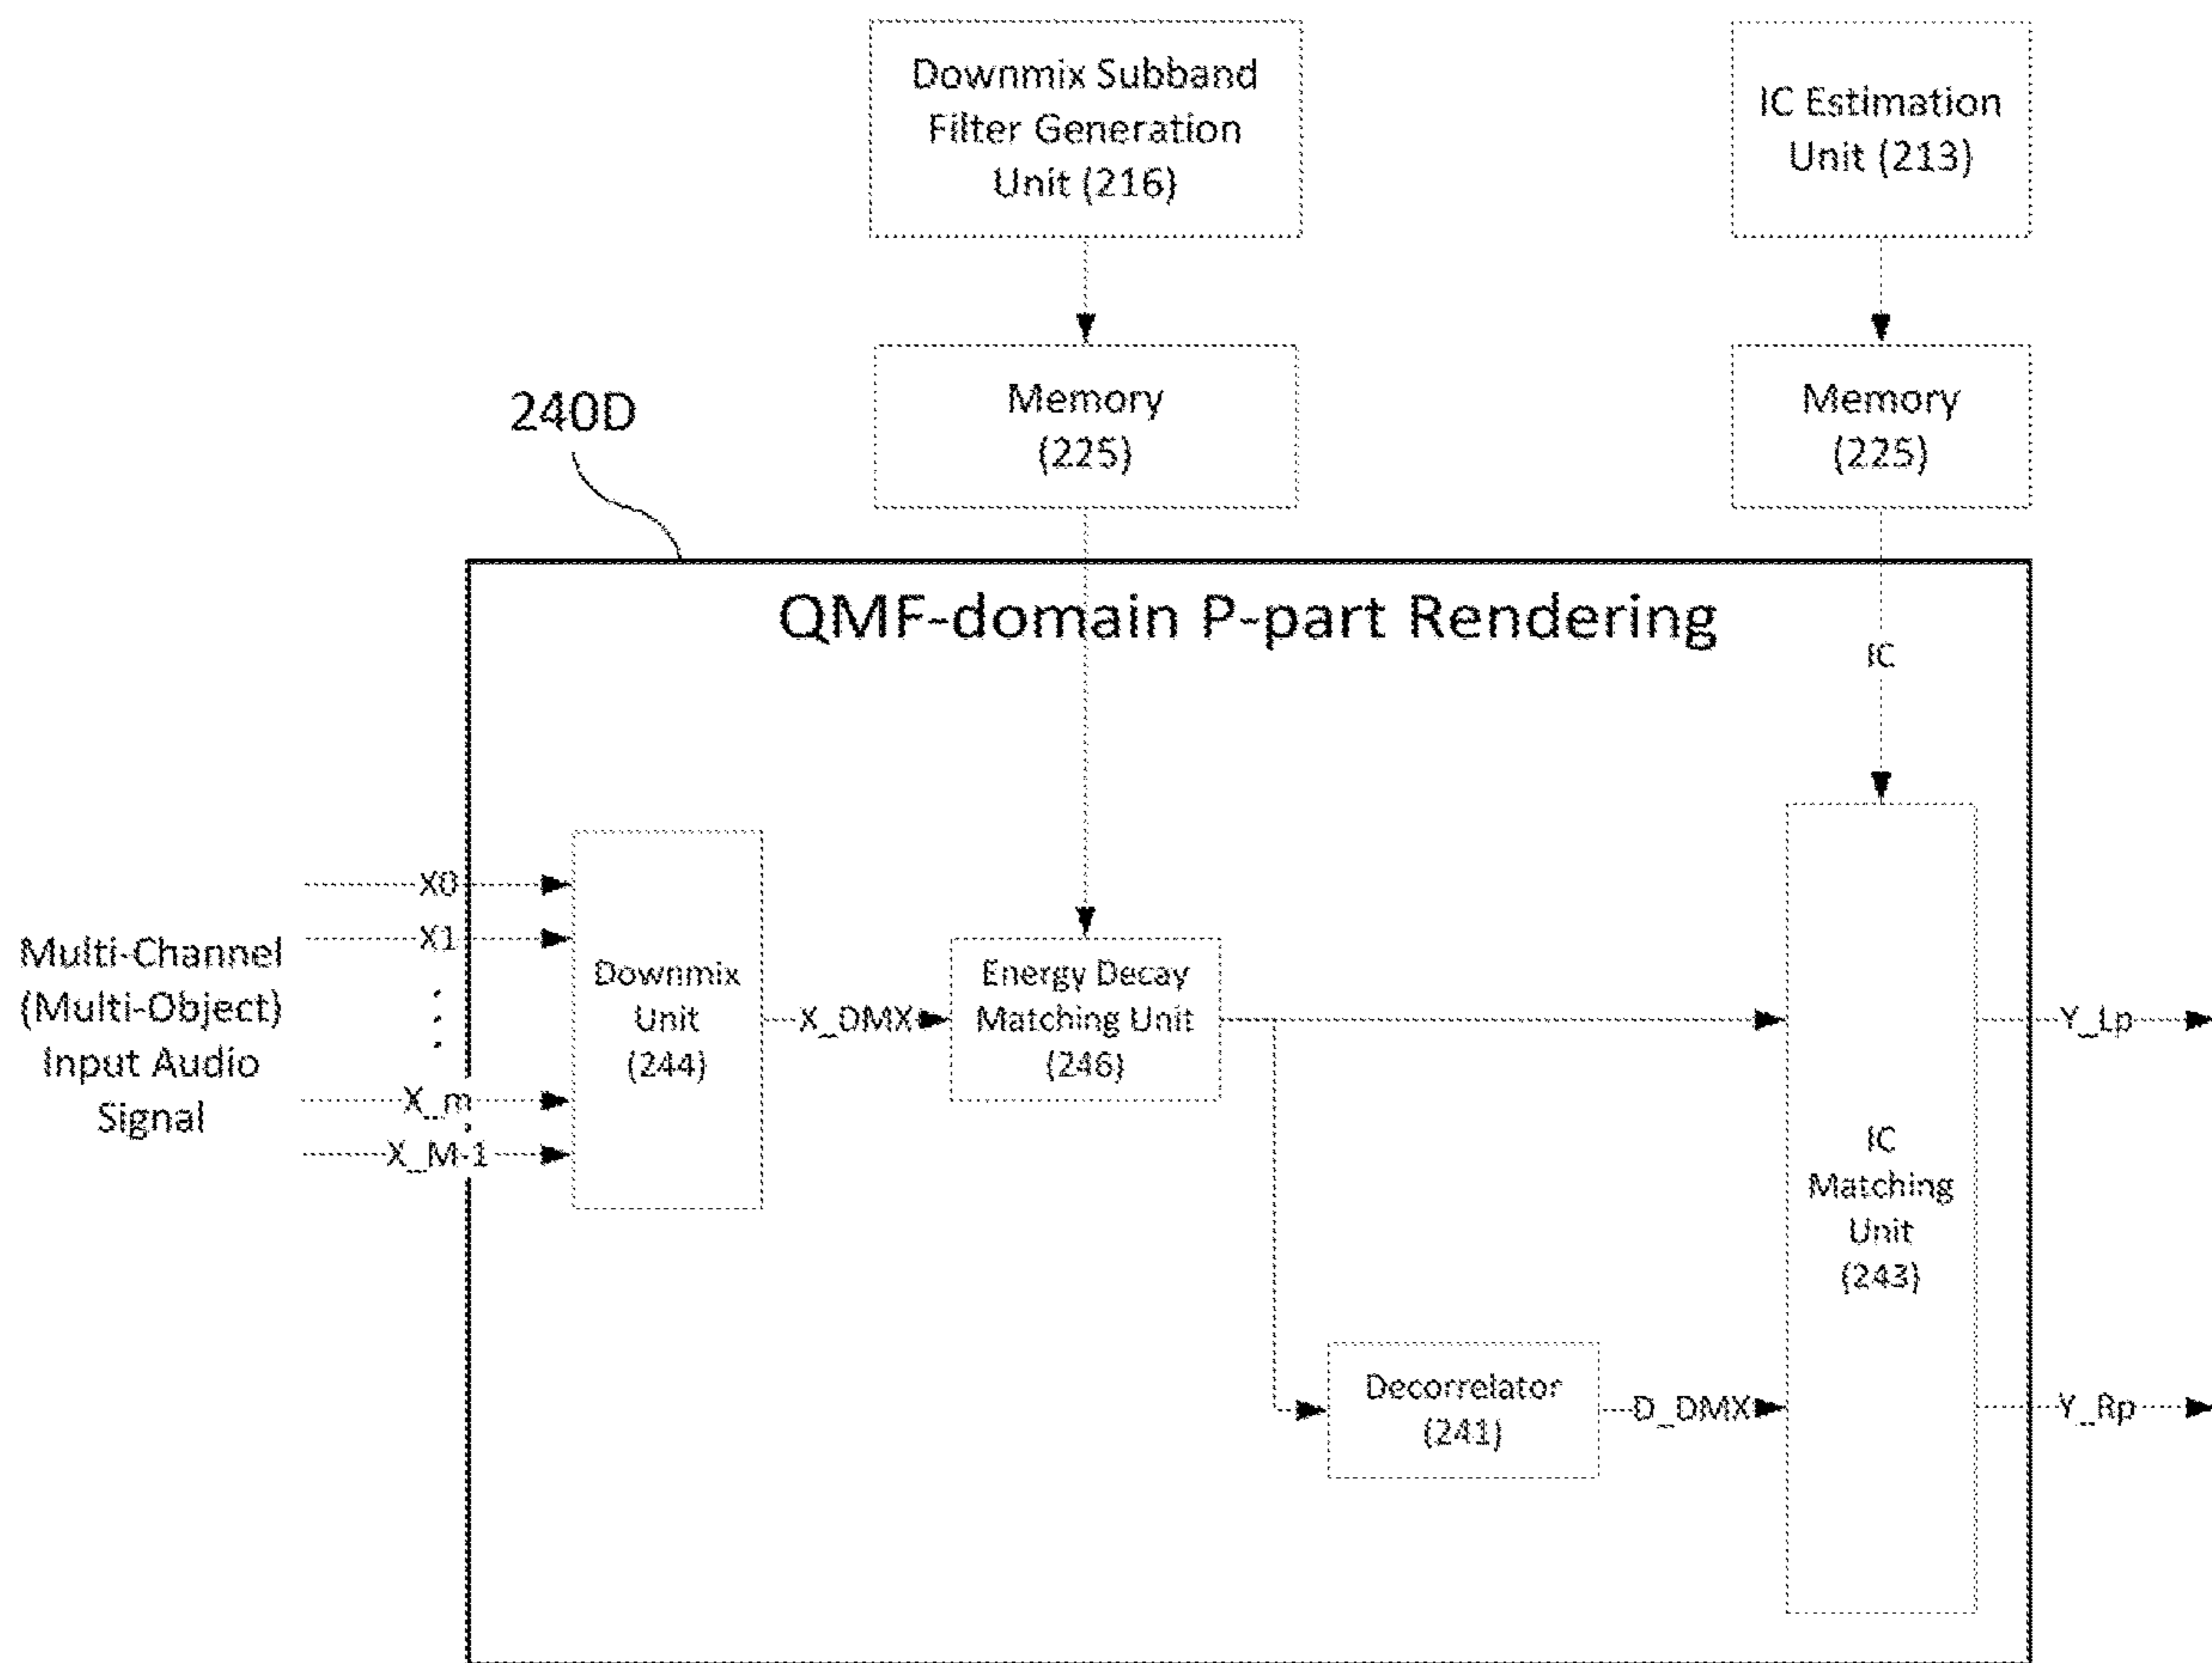 Downmix Subband
Filter Generation
Unit (216)
IC Estimation
Unit (213)
Memory
(225)
Memory
(225)
240D
QMF-domain P-part Rendering
IC
Multi-Channel
(Multi-Object)
Input Audio
Signal
X0
X1
X_m
X_M-1
Downmix
Unit
(244)
X_DMX
Energy Decay
Matching Unit
(246)
Decorrelator
(241)
D_DMX
IC
Matching
Unit
(243)
Y_Lp
Y_Rp